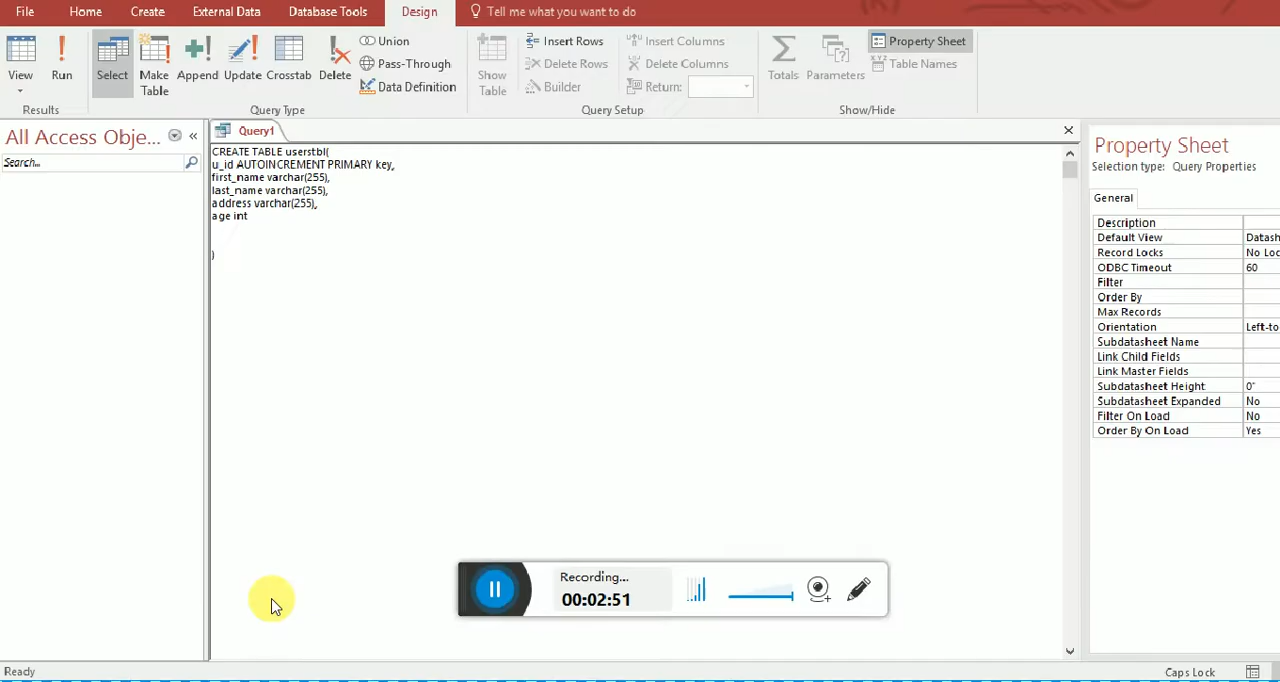 File Home Create External Data Database Tools Design Tell me what you want to do
View
Run
Results
Select
Make Table
Append
Update
Crosstab
Delete
Union
Pass-Through
Data Definition
Query Type
Show Table
Insert Rows
Delete Rows
Builder
Insert Columns
Delete Columns
Return:
Query Setup
Totals
Parameters
Property Sheet
Table Names
Show/Hide
All Access Obje...
Search...
Query1
CREATE TABLE userstbl(
u_id AUTOINCREMENT PRIMARY key,
first_name varchar(255),
last_name varchar(255),
address varchar(255),
age int
)
Property Sheet
Selection type: Query Properties
General
Description
Default View Datash
Record Locks No Loc
ODBC Timeout 60
Filter
Order By
Max Records
Orientation Left-to
Subdatasheet Name
Link Child Fields
Link Master Fields
Subdatasheet Height 0"
Subdatasheet Expanded No
Filter On Load No
Order By On Load Yes
Recording...
00:02:51
Ready
Caps Lock